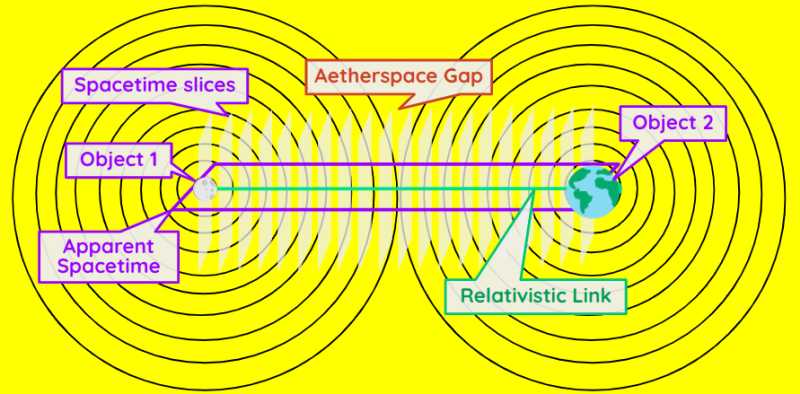 Aetherspace Gap
Spacetime slices
Object 2
Object 1
Apparent
Spacetime
Relativistic Link